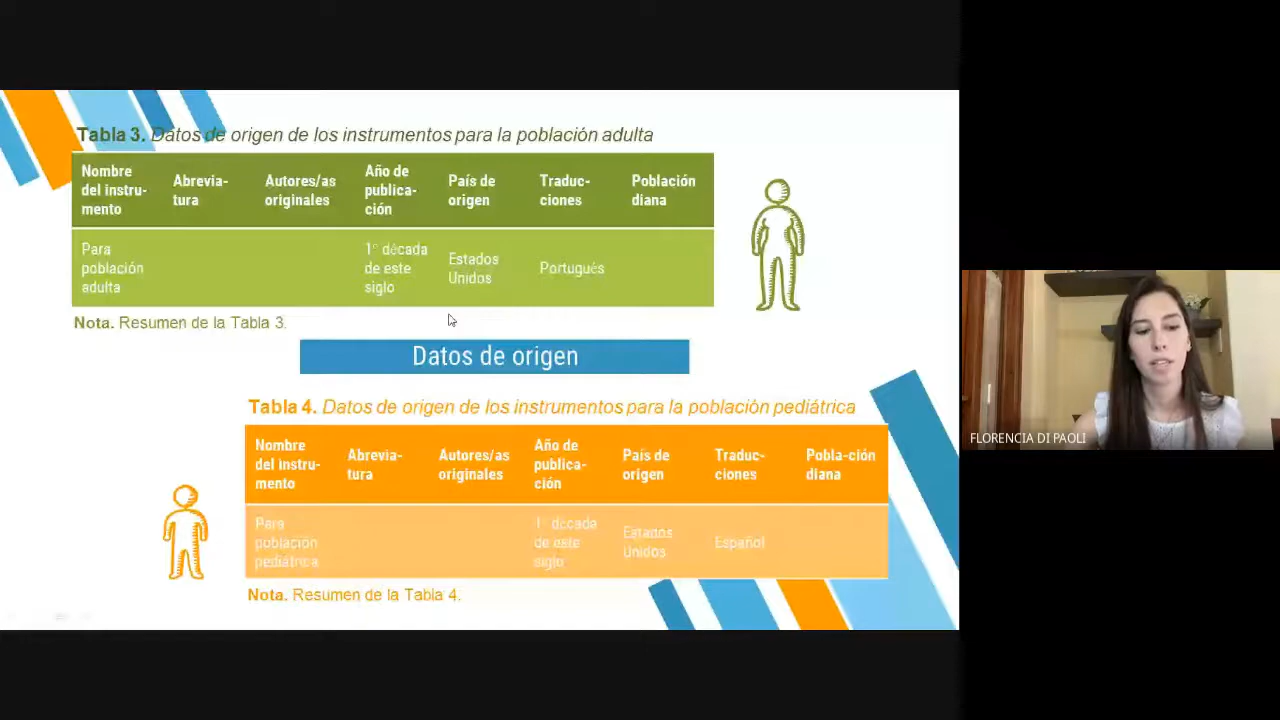 Tabla 3. Datos de origen de los instrumentos para la población adulta
Nombre
del instru-
mento
Abrevia-
tura
Autores/as
originales
Año de
publica-
ción
País de
origen
Traduc-
ciones
Población
diana
Para
población
adulta
1° década
de este
siglo
Estados
Unidos
Portugués
Nota. Resumen de la Tabla 3.
Datos de origen
Tabla 4. Datos de origen de los instrumentos para la población pediátrica
Nombre
del instru-
mento
Abrevia-
tura
Autores/as
originales
Año de
publica-
ción
País de
origen
Traduc-
ciones
Pobla-ción
diana
Para
población
pediátrica
1° década
de este
siglo
Estados
Unidos
Español
Nota. Resumen de la Tabla 4.
FLORENCIA DI PAOLI